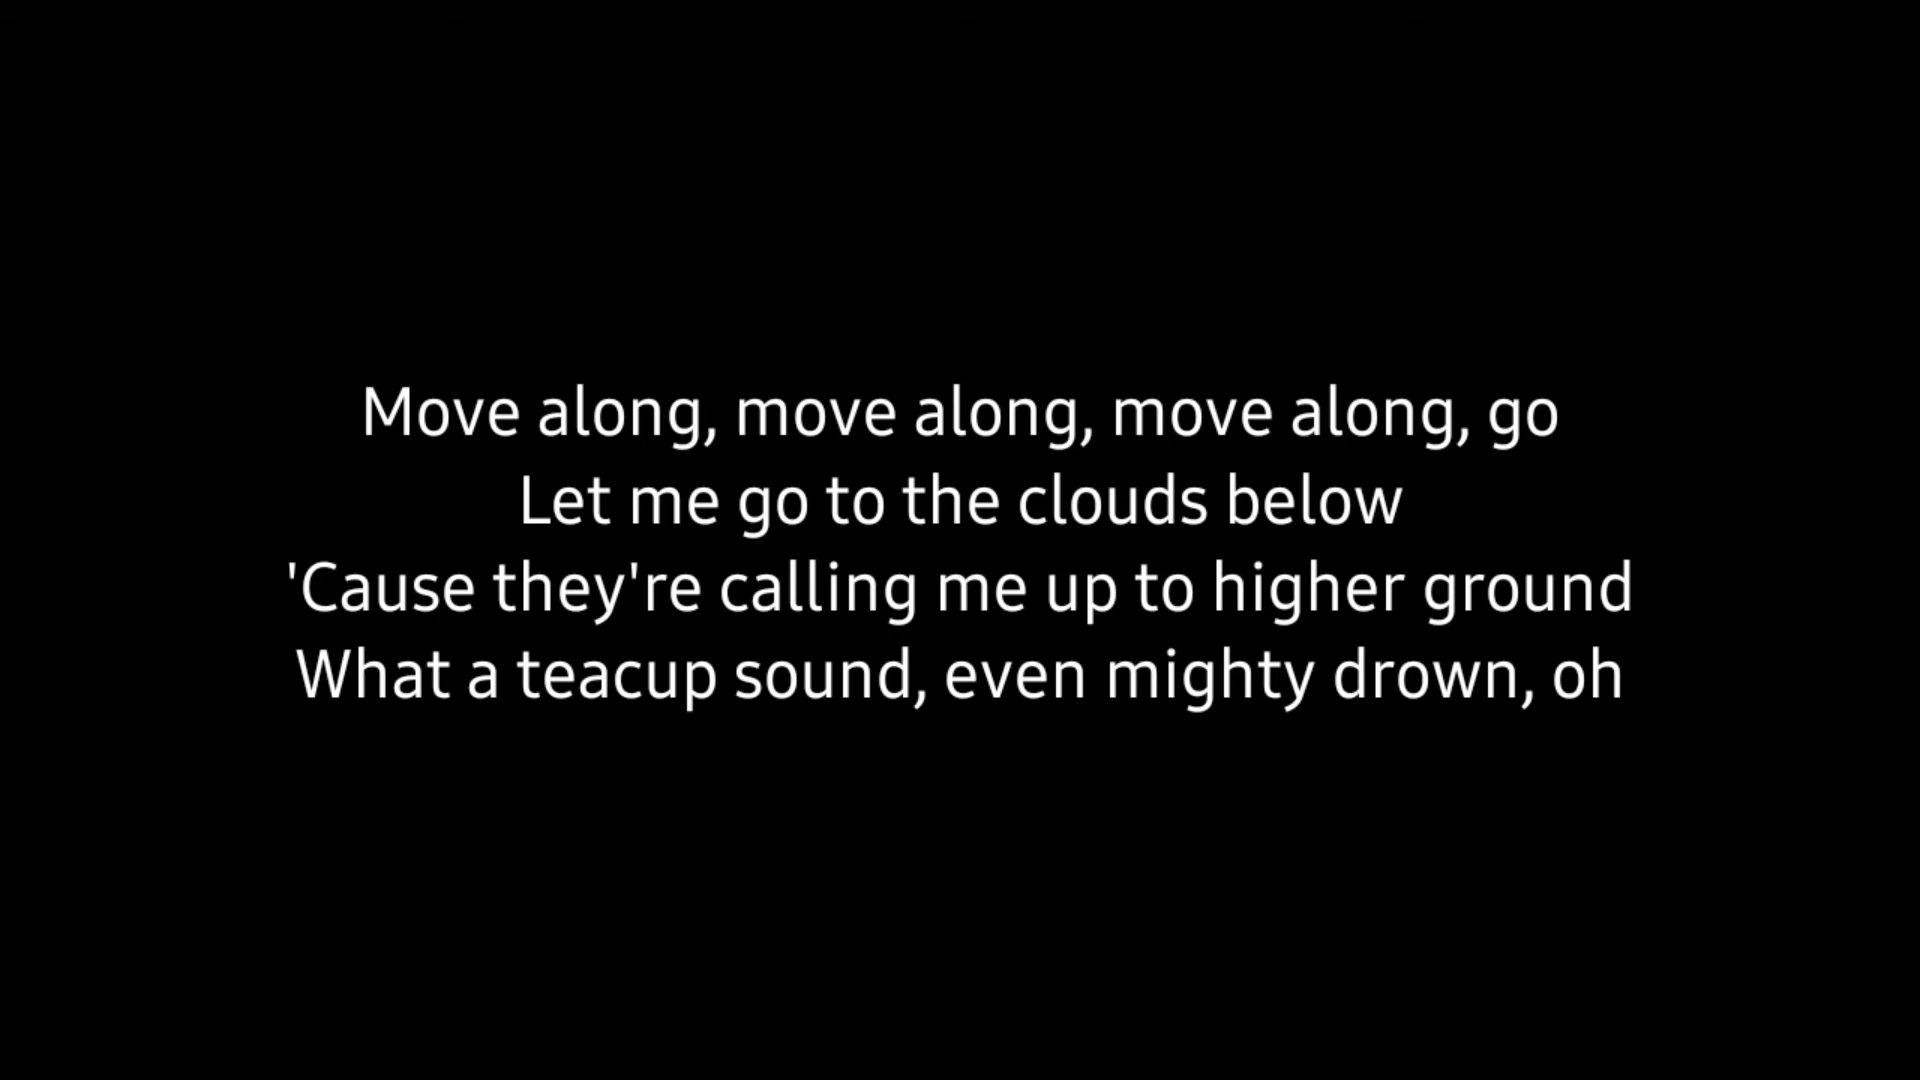 Move along, move along, move along, go
Let me go to the clouds below
'Cause they're calling me up to higher ground
What a teacup sound, even mighty drown, oh